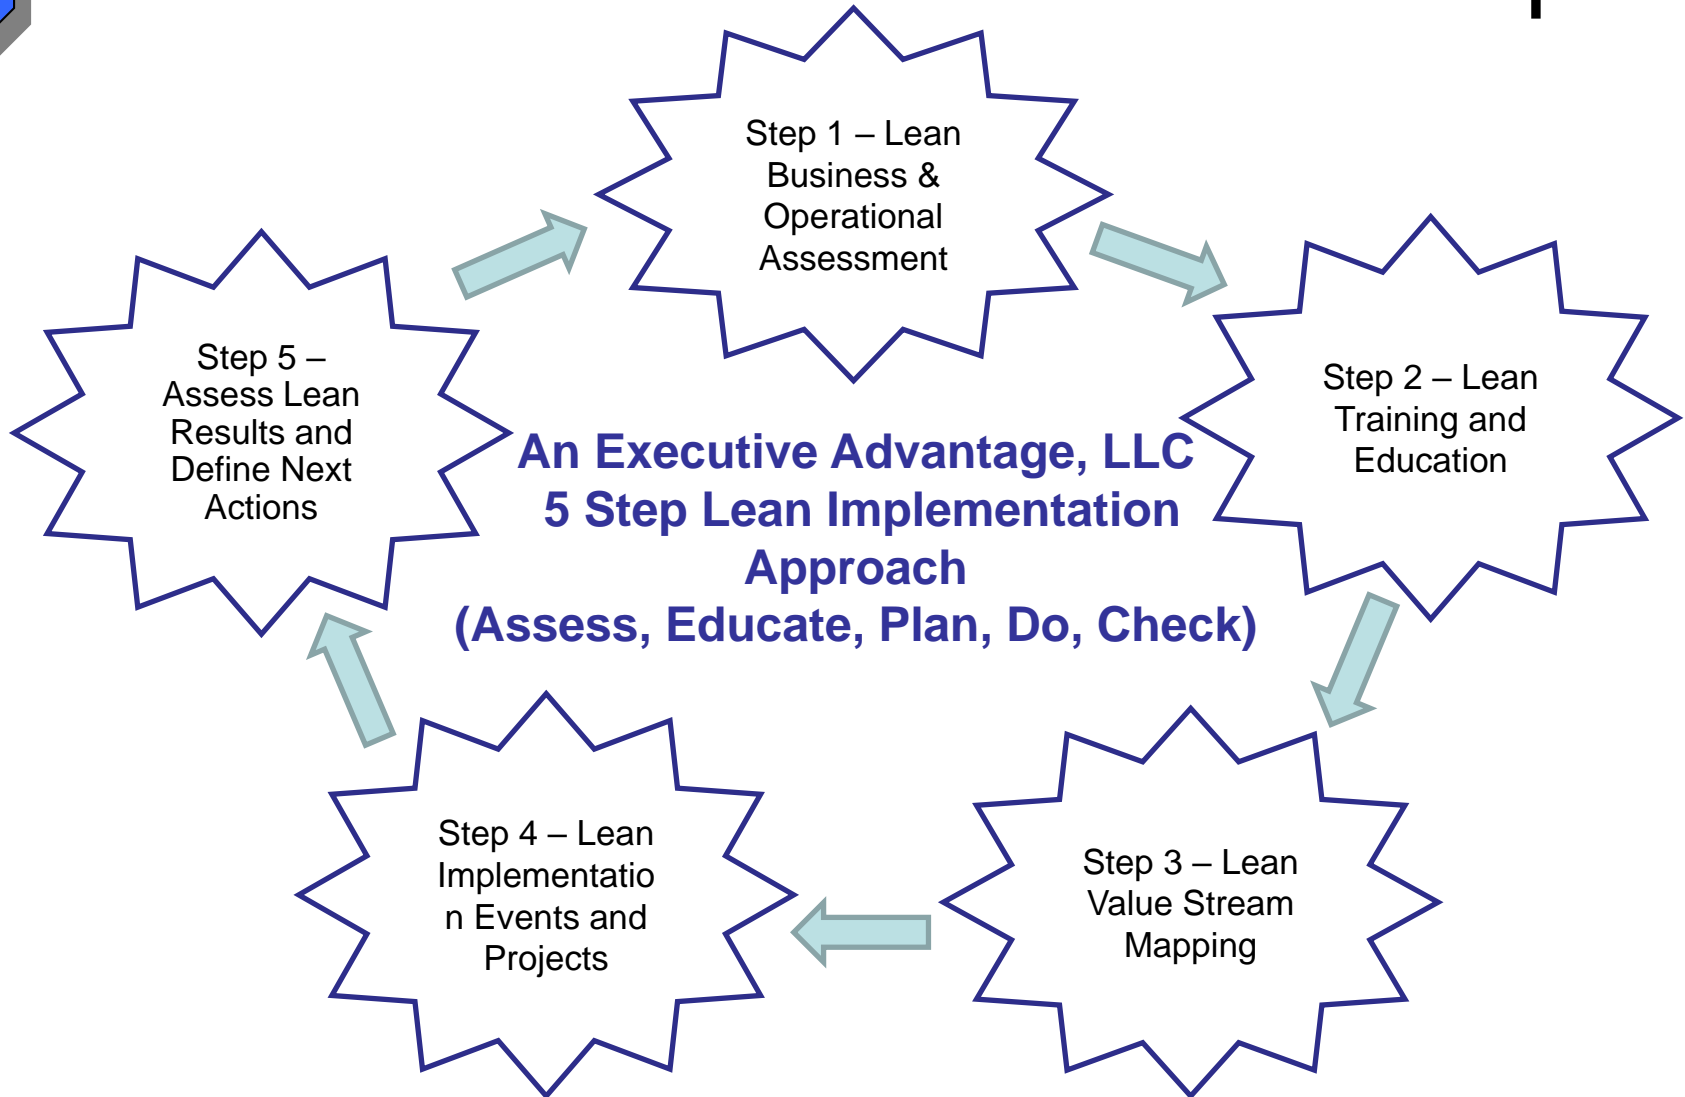 Step 1 – Lean
Business &
Operational
Assessment
Step 2 – Lean
Training and
Education
Step 3 – Lean
Value Stream
Mapping
Step 4 – Lean
Implementatio
n Events and
Projects
Step 5 –
Assess Lean
Results and
Define Next
Actions
An Executive Advantage, LLC
5 Step Lean Implementation
Approach
(Assess, Educate, Plan, Do, Check)